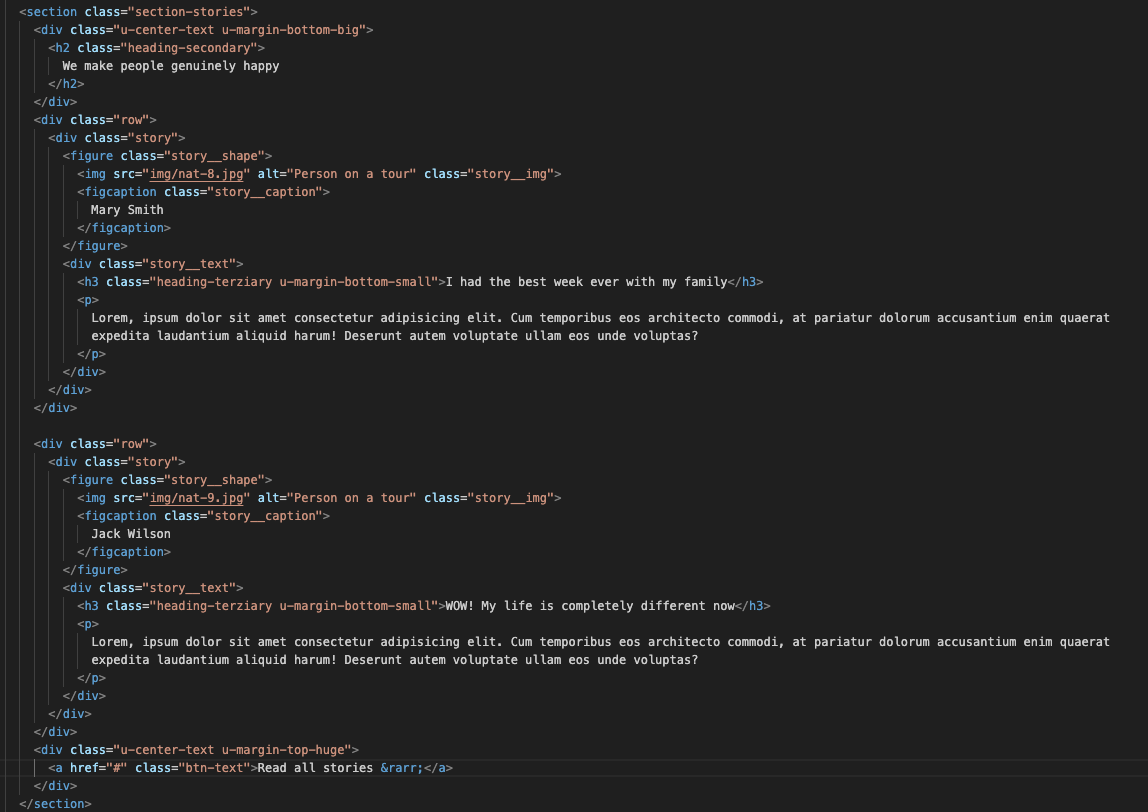 <section class="section-stories">
<div class="u-center-text u-margin-bottom-big">
<h2 class="heading-secondary">
We make people genuinely happy
</h2>
</div>
<div class="row">
<div class="story">
<figure class="story__shape">
<img src="img/nat-8.jpg" alt="Person on a tour" class="story__img">
<figcaption class="story__caption">
Mary Smith
</figcaption>
</figure>
<div class="story__text">
<h3 class="heading-terziary u-margin-bottom-small">I had the best week ever with my family</h3>
<p>
Lorem, ipsum dolor sit amet consectetur adipisicing elit. Cum temporibus eos architecto commodi, at pariatur dolorum accusantium enim quaerat
expedita laudantium aliquid harum! Deserunt autem voluptate ullam eos unde voluptas?
</p>
</div>
</div>
</div>
<div class="row">
<div class="story">
<figure class="story__shape">
<img src="img/nat-9.jpg" alt="Person on a tour" class="story__img">
<figcaption class="story__caption">
Jack Wilson
</figcaption>
</figure>
<div class="story__text">
<h3 class="heading-terziary u-margin-bottom-small">WOW! My life is completely different now</h3>
<p>
Lorem, ipsum dolor sit amet consectetur adipisicing elit. Cum temporibus eos architecto commodi, at pariatur dolorum accusantium enim quaerat
expedita laudantium aliquid harum! Deserunt autem voluptate ullam eos unde voluptas?
</p>
</div>
</div>
</div>
<div class="u-center-text u-margin-top-huge">
<a href="#" class="btn-text">Read all stories &rarr;</a>
</div>
</section>